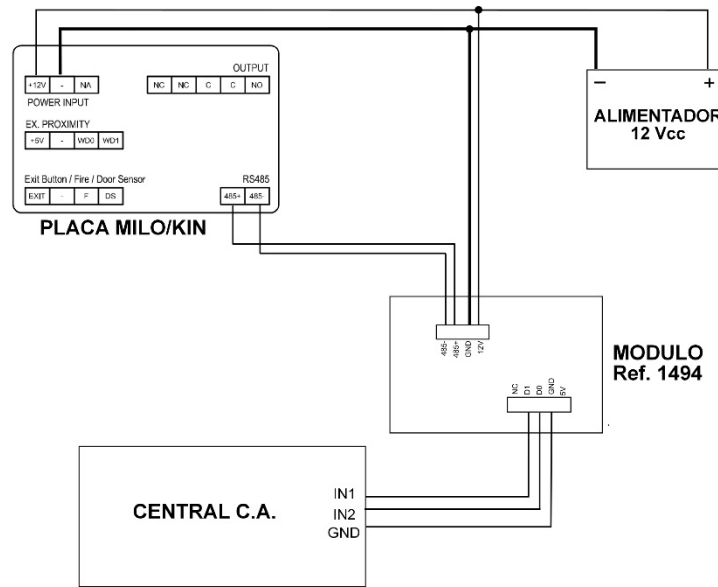 +12V - NA
POWER INPUT
OUTPUT
NC NC C C NO
EX. PROXIMITY
+5V - WD0 WD1
Exit Button / Fire / Door Sensor
EXIT - F DS
RS485
485+ 485-
PLACA MILO/KIN
− +
ALIMENTADOR
12 Vcc
485-
485+
GND
12V
MODULO
Ref. 1494
NC
D1
D0
GND
5V
CENTRAL C.A.
IN1
IN2
GND